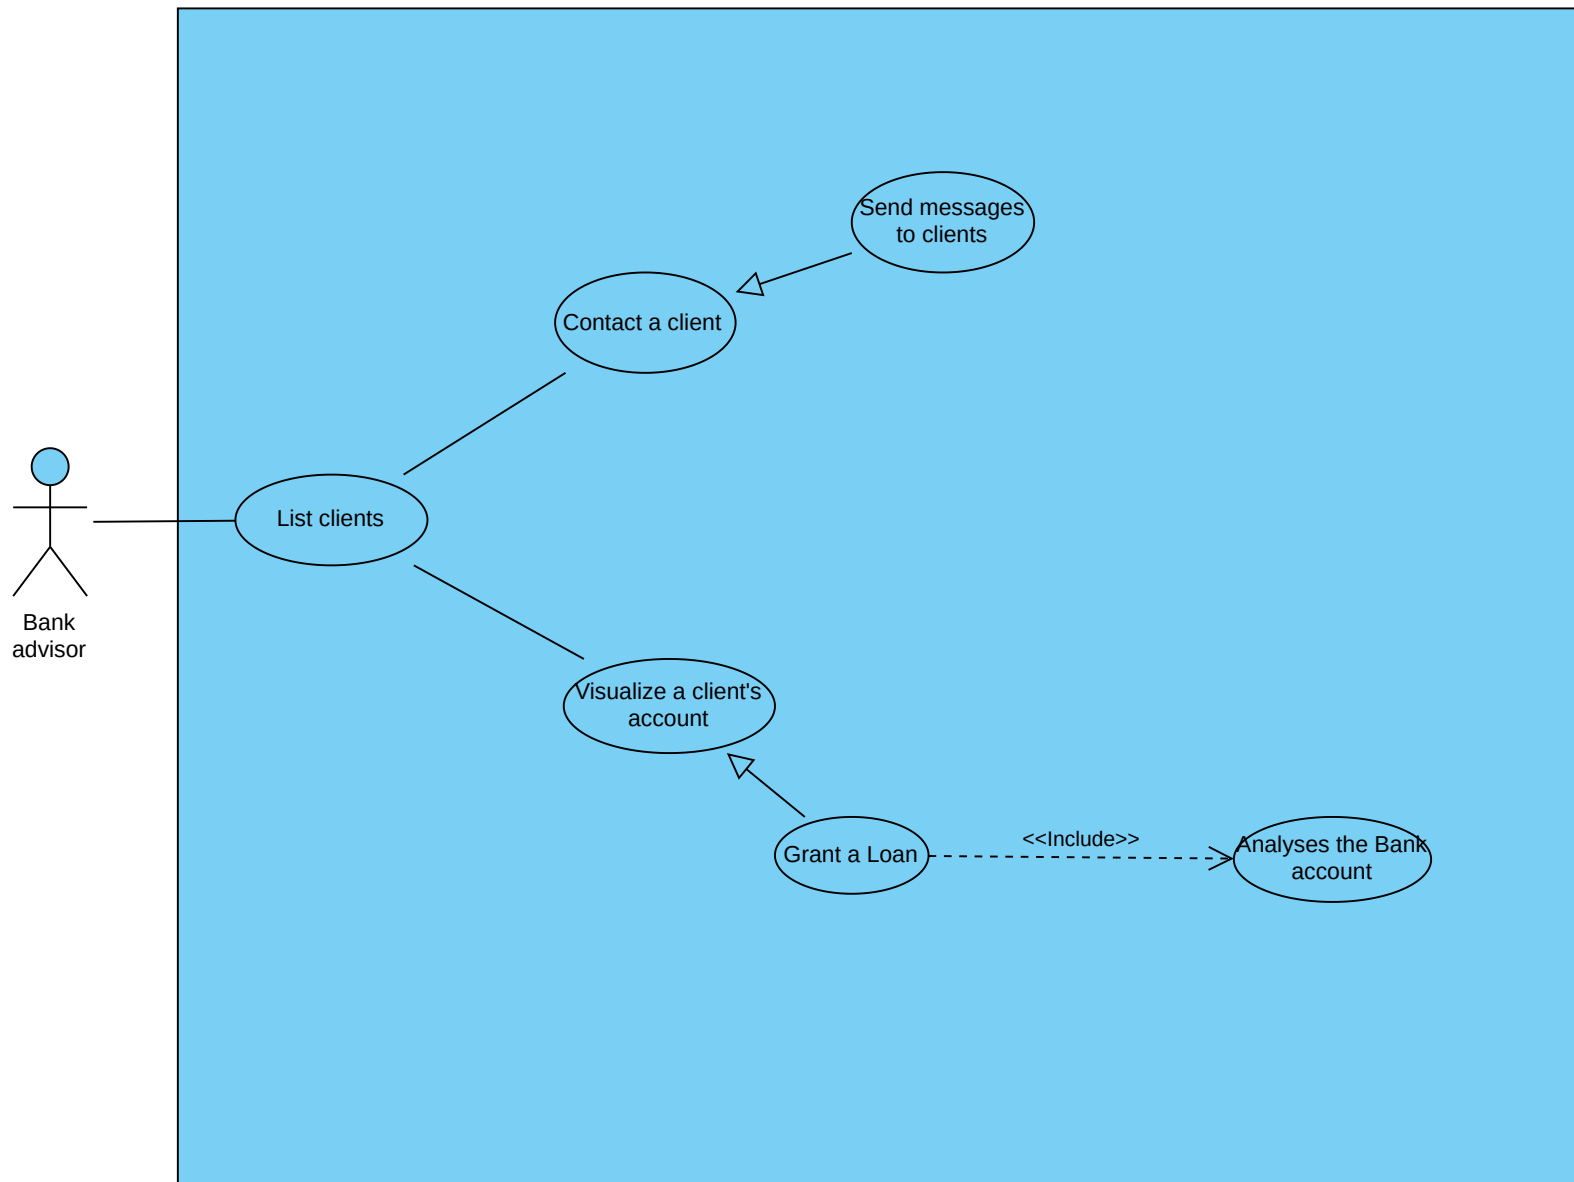 Send messages
to clients
Contact a client
List clients
Bank
advisor
Visualize a client's
account
Grant a Loan
<<Include>>
Analyses the Bank
account